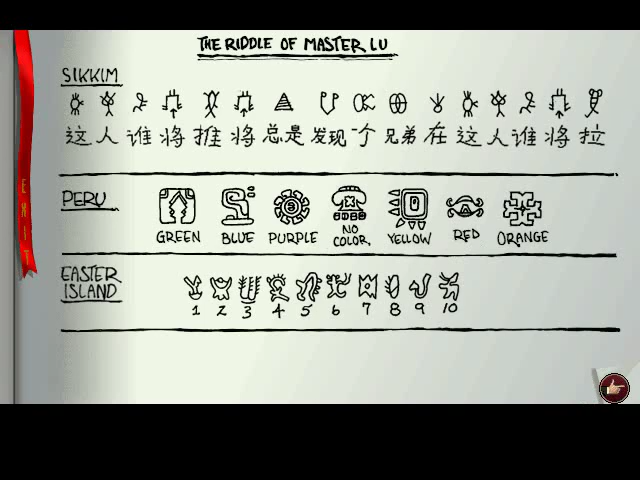 THE RIDDLE OF MASTER LU
SIKKIM
这人谁将推将总是发现个兄弟在这人谁将拉
PERU
GREEN BLUE PURPLE NO COLOR. YELLOW RED ORANGE
EASTER ISLAND
1 2 3 4 5 6 7 8 9 10
EXIT